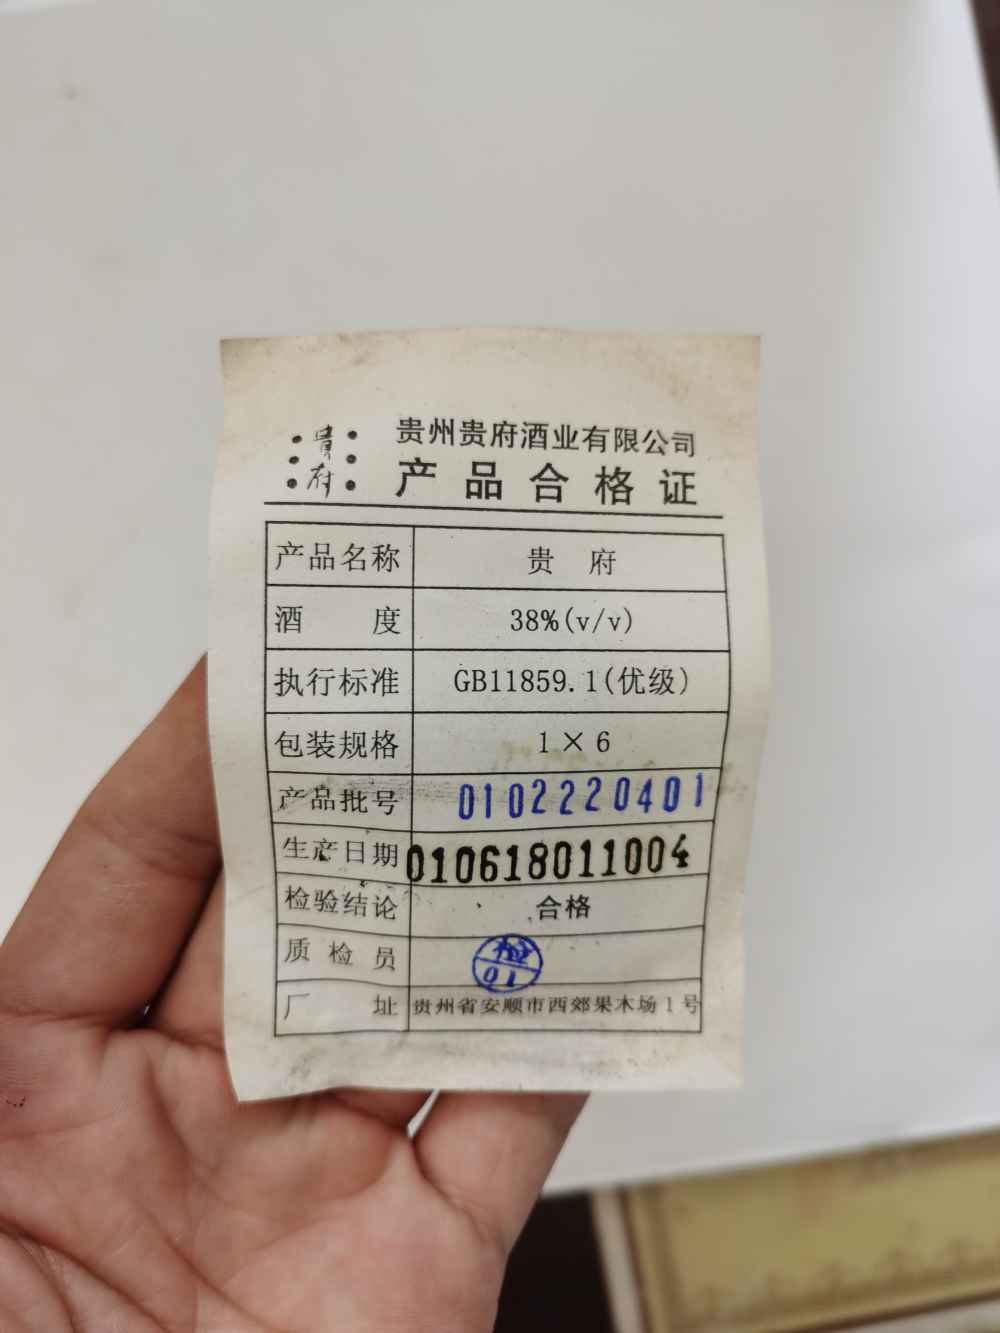 贵府
贵州贵府酒业有限公司
产品合格证
产品名称 贵 府
酒 度 38%(v/v)
执行标准 GB11859.1(优级)
包装规格 1×6
产品批号 0102220401
生产日期 010618011004
检验结论 合格
质检员 检 01
厂 址 贵州省安顺市西郊果木场1号